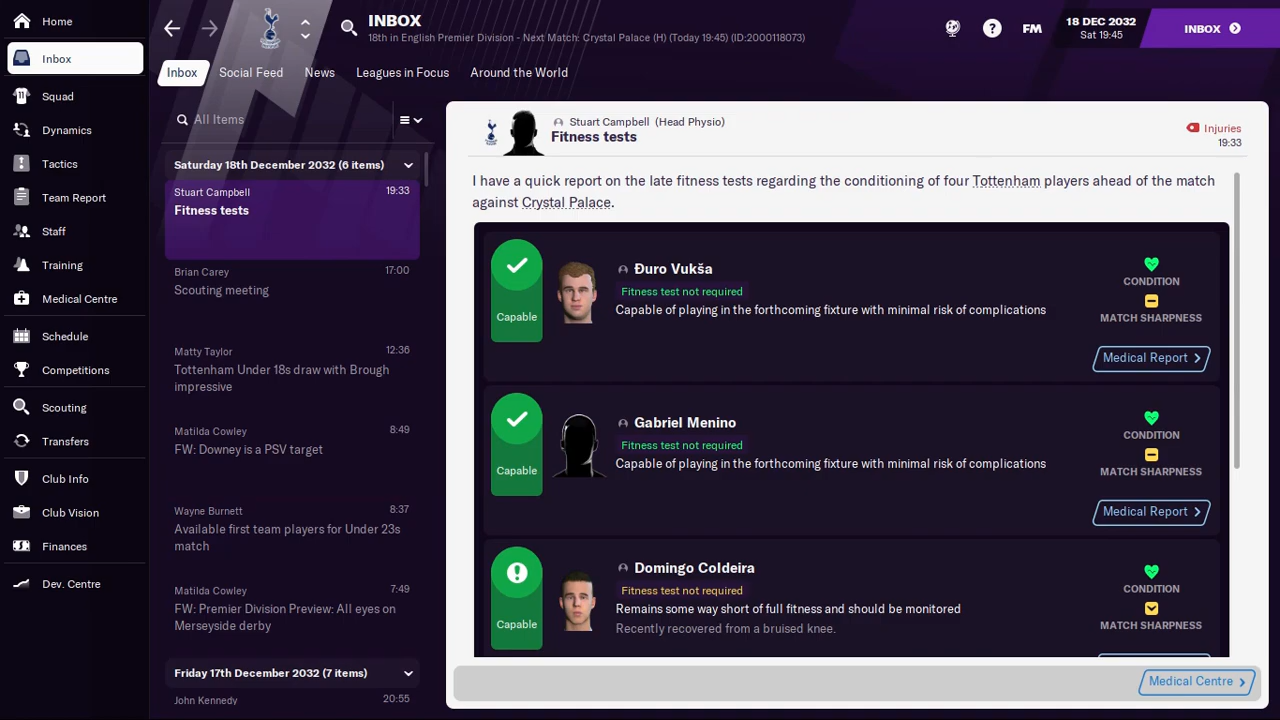 Home
Inbox
Squad
Dynamics
Tactics
Team Report
Staff
Training
Medical Centre
Schedule
Competitions
Scouting
Transfers
Club Info
Club Vision
Finances
Dev. Centre
INBOX
18th in English Premier Division - Next Match: Crystal Palace (H) (Today 19:45) (ID:2000118073)
?
FM
18 DEC 2032
Sat 19:45
INBOX
Inbox
Social Feed
News
Leagues in Focus
Around the World
All Items
Saturday 18th December 2032 (6 items)
Stuart Campbell
19:33
Fitness tests
Brian Carey
17:00
Scouting meeting
Matty Taylor
12:36
Tottenham Under 18s draw with Brough
impressive
Matilda Cowley
8:49
FW: Downey is a PSV target
Wayne Burnett
8:37
Available first team players for Under 23s
match
Matilda Cowley
7:49
FW: Premier Division Preview: All eyes on
Merseyside derby
Friday 17th December 2032 (7 items)
John Kennedy
20:55
Stuart Campbell (Head Physio)
Fitness tests
Injuries
19:33
I have a quick report on the late fitness tests regarding the conditioning of four Tottenham players ahead of the match
against Crystal Palace.
Capable
Đuro Vukša
Fitness test not required
Capable of playing in the forthcoming fixture with minimal risk of complications
CONDITION
MATCH SHARPNESS
Medical Report
Capable
Gabriel Menino
Fitness test not required
Capable of playing in the forthcoming fixture with minimal risk of complications
CONDITION
MATCH SHARPNESS
Medical Report
Capable
Domingo Coldeira
Fitness test not required
Remains some way short of full fitness and should be monitored
Recently recovered from a bruised knee.
CONDITION
MATCH SHARPNESS
Medical Centre